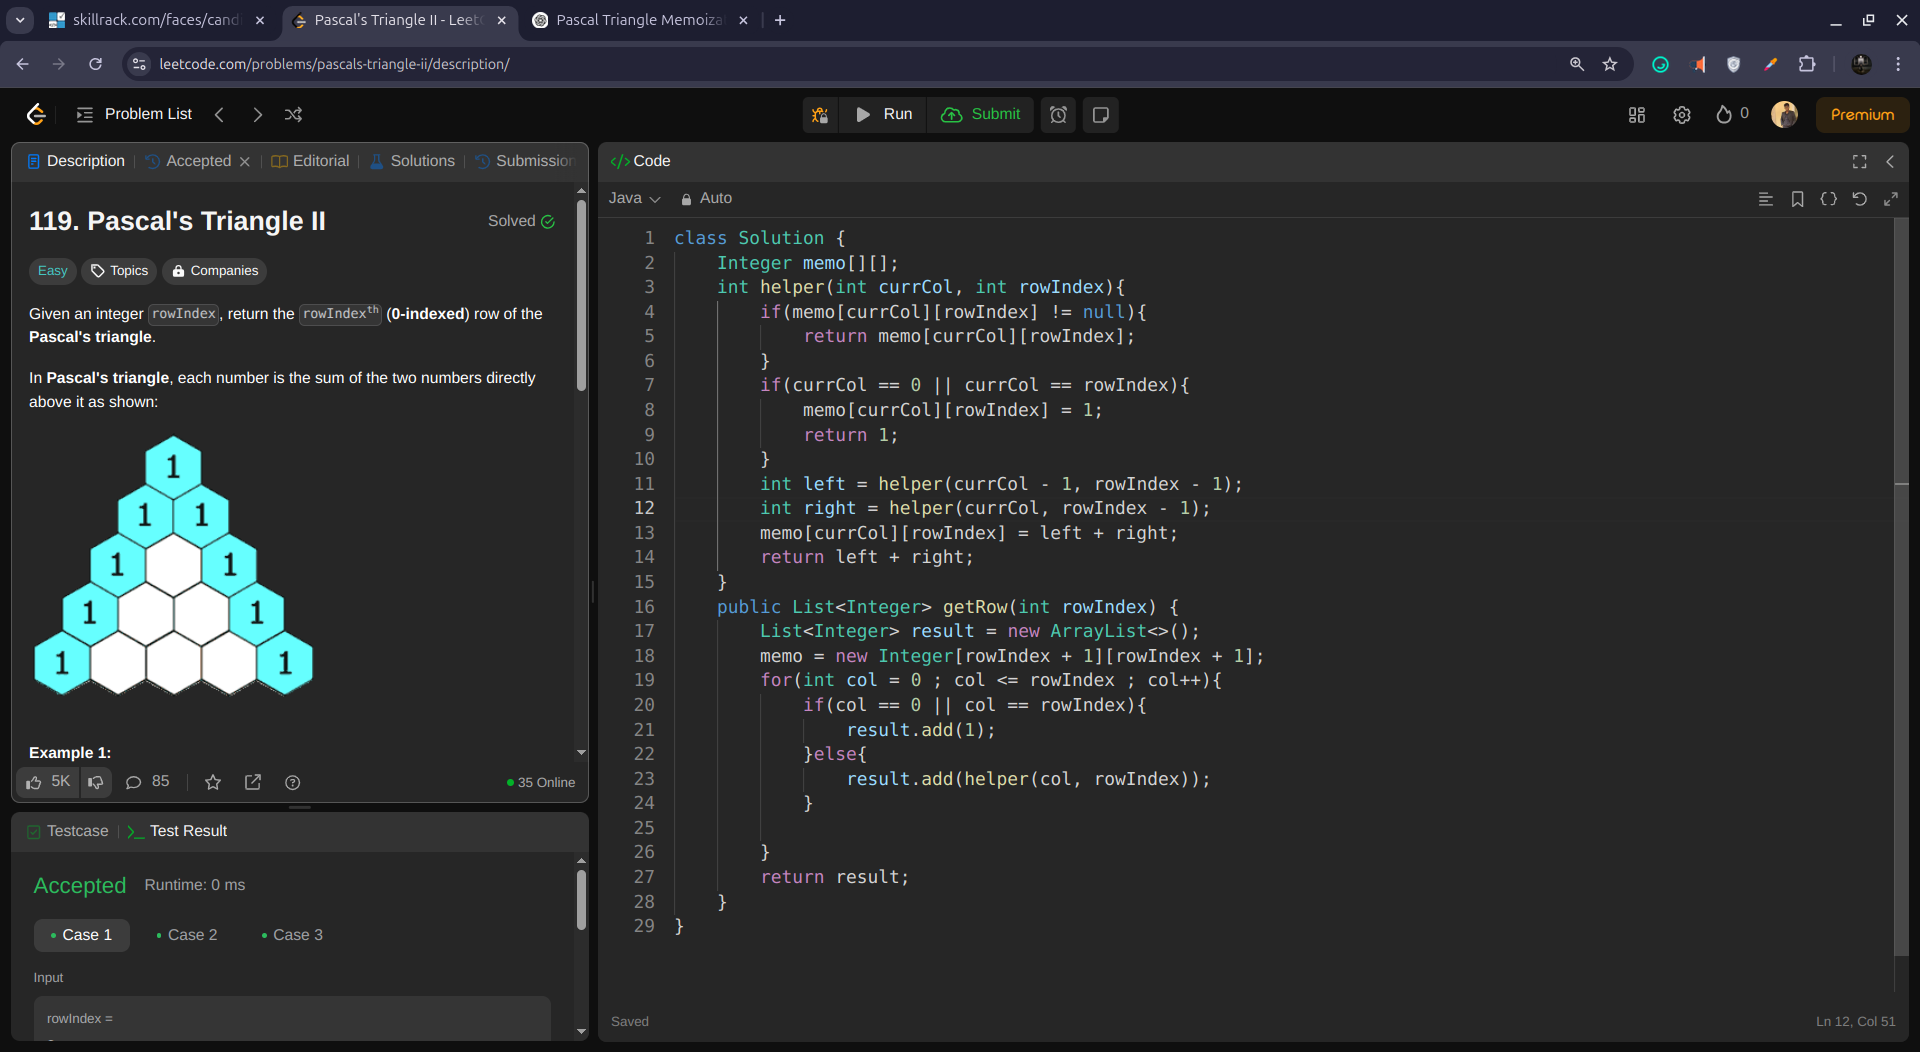 skillrack.com/faces/candi
Pascal's Triangle II - LeetC
Pascal Triangle Memoiza
leetcode.com/problems/pascals-triangle-ii/description/
Problem List
Run
Submit
0
Premium
Description
Accepted
Editorial
Solutions
Submission
119. Pascal's Triangle II
Solved
Easy
Topics
Companies
Given an integer rowIndex, return the rowIndexth (0-indexed) row of the
Pascal's triangle.
In Pascal's triangle, each number is the sum of the two numbers directly
above it as shown:
1
1 1
1 1
1 1
1 1
Example 1:
5K
85
35 Online
Testcase
Test Result
Accepted
Runtime: 0 ms
Case 1
Case 2
Case 3
Input
rowIndex =
</> Code
Java
Auto
1 class Solution {
2 Integer memo[][];
3 int helper(int currCol, int rowIndex){
4 if(memo[currCol][rowIndex] != null){
5 return memo[currCol][rowIndex];
6 }
7 if(currCol == 0 || currCol == rowIndex){
8 memo[currCol][rowIndex] = 1;
9 return 1;
10 }
11 int left = helper(currCol - 1, rowIndex - 1);
12 int right = helper(currCol, rowIndex - 1);
13 memo[currCol][rowIndex] = left + right;
14 return left + right;
15 }
16 public List<Integer> getRow(int rowIndex) {
17 List<Integer> result = new ArrayList<>();
18 memo = new Integer[rowIndex + 1][rowIndex + 1];
19 for(int col = 0 ; col <= rowIndex ; col++){
20 if(col == 0 || col == rowIndex){
21 result.add(1);
22 }else{
23 result.add(helper(col, rowIndex));
24 }
25
26 }
27 return result;
28 }
29 }
Saved
Ln 12, Col 51